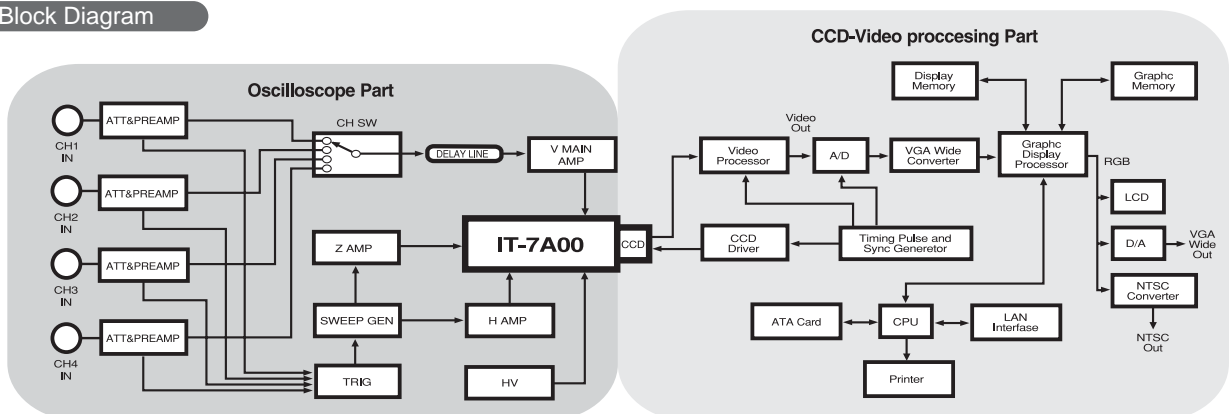 Block Diagram
Oscilloscope Part
CH1
IN
ATT&PREAMP
CH2
IN
ATT&PREAMP
CH3
IN
ATT&PREAMP
CH4
IN
ATT&PREAMP
CH SW
DELAY LINE
V MAIN
AMP
Z AMP
IT-7A00
CCD
SWEEP GEN
H AMP
TRIG
HV
CCD-Video proccesing Part
Display
Memory
Graphc
Memory
Video
Processor
Video
Out
A/D
VGA Wide
Converter
Graphc
Display
Processor
RGB
LCD
D/A
VGA
Wide
Out
NTSC
Converter
NTSC
Out
CCD
Driver
Timing Pulse and
Sync Generetor
ATA Card
CPU
LAN
Interfase
Printer